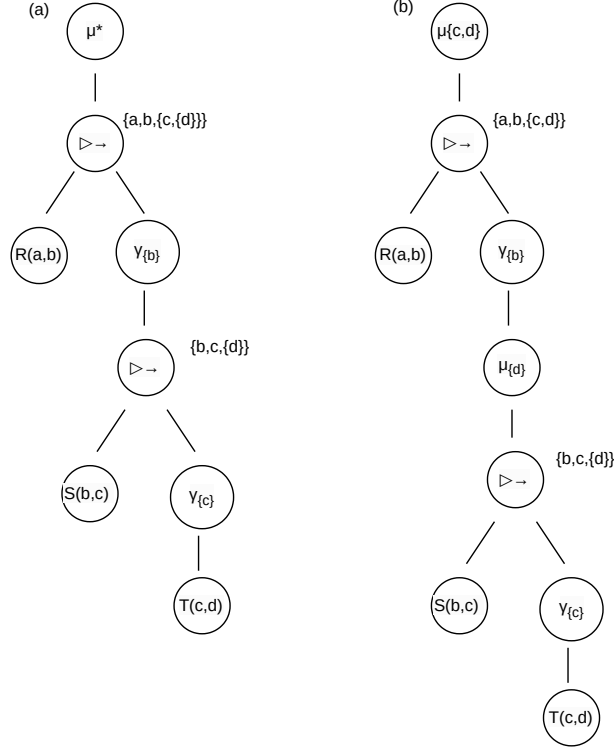 (a)
μ*
{a,b,{c,{d}}}
▷→
R(a,b)
γ{b}
{b,c,{d}}
▷→
S(b,c)
γ{c}
T(c,d)
(b)
μ{c,d}
{a,b,{c,d}}
▷→
R(a,b)
γ{b}
μ{d}
{b,c,{d}}
▷→
S(b,c)
γ{c}
T(c,d)